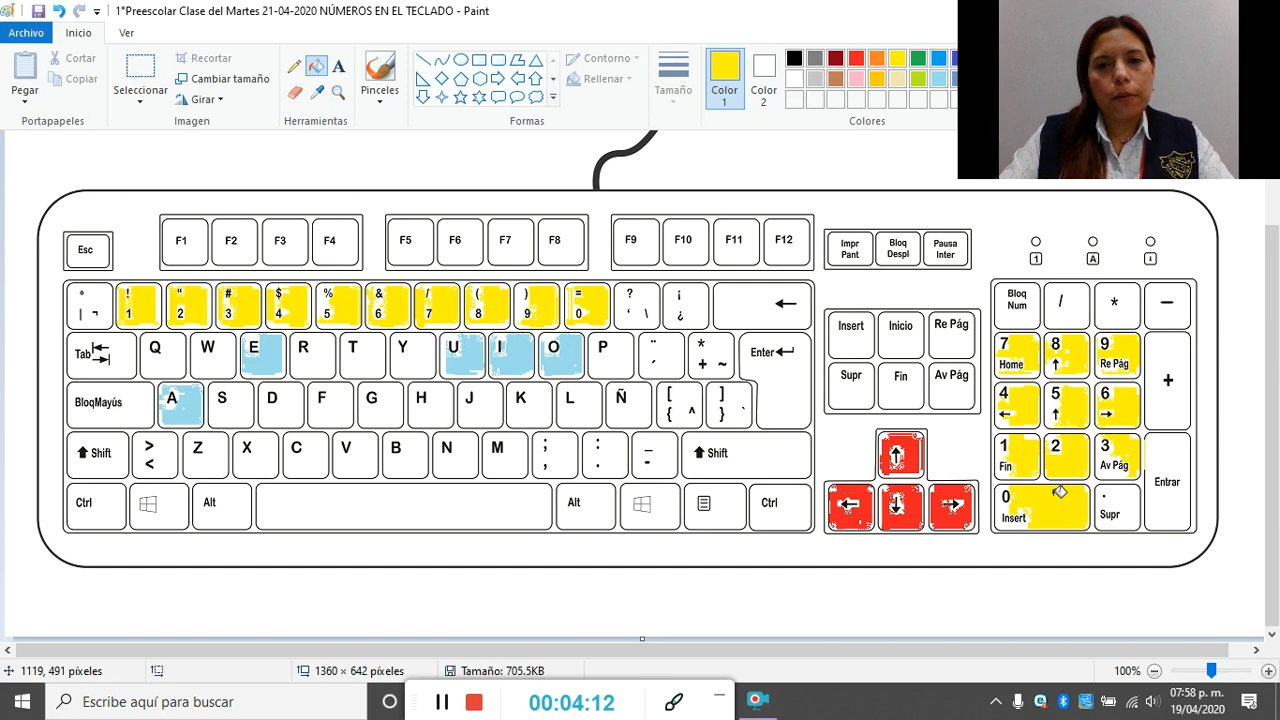 1°Preescolar Clase del Martes 21-04-2020 NÚMEROS EN EL TECLADO - Paint
Archivo Inicio Ver
Pegar
Cortar
Copiar
Portapapeles
Seleccionar
Recortar
Cambiar tamaño
Girar
Imagen
A
Herramientas
Pinceles
Contorno
Rellenar
Formas
Tamaño
Color 1
Color 2
Colores
Esc F1 F2 F3 F4 F5 F6 F7 F8 F9 F10 F11 F12
Impr Pant
Bloq Despl
Pausa Inter
1 A
° | ¬
! 1
“ 2
# 3
$ 4
% 5
& 6
/ 7
( 8
) 9
= 0
? ‘ \
¡ ¿
←
Tab Q W E R T Y U I O P ¨ ´ * + ~ Enter
BloqMayús A S D F G H J K L Ñ [ { ^ ] } `
Shift > < Z X C V B N M ; , : . _ - Shift
Ctrl Alt Alt Ctrl
Insert Inicio Re Pág
Supr Fin Av Pág
↑
← ↓ →
Bloq Num / * −
7 Home 8 ↑ 9 Re Pág +
4 ← 5 ↑ 6 →
1 Fin 2 3 Av Pág Entrar
0 Insert . Supr
1119, 491 píxeles 1360 × 642 píxeles Tamaño: 705.5KB 100%
Escribe aquí para buscar 00:04:12 07:58 p. m.
19/04/2020